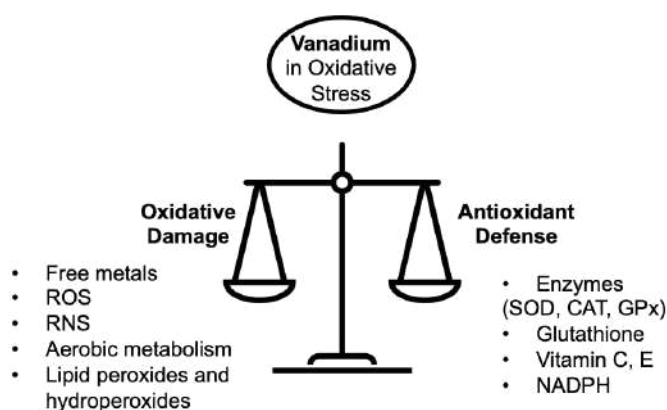 Vanadium
in Oxidative
Stress
Oxidative
Damage
• Free metals
• ROS
• RNS
• Aerobic metabolism
• Lipid peroxides and
hydroperoxides
Antioxidant
Defense
• Enzymes
(SOD, CAT, GPx)
• Glutathione
• Vitamin C, E
• NADPH